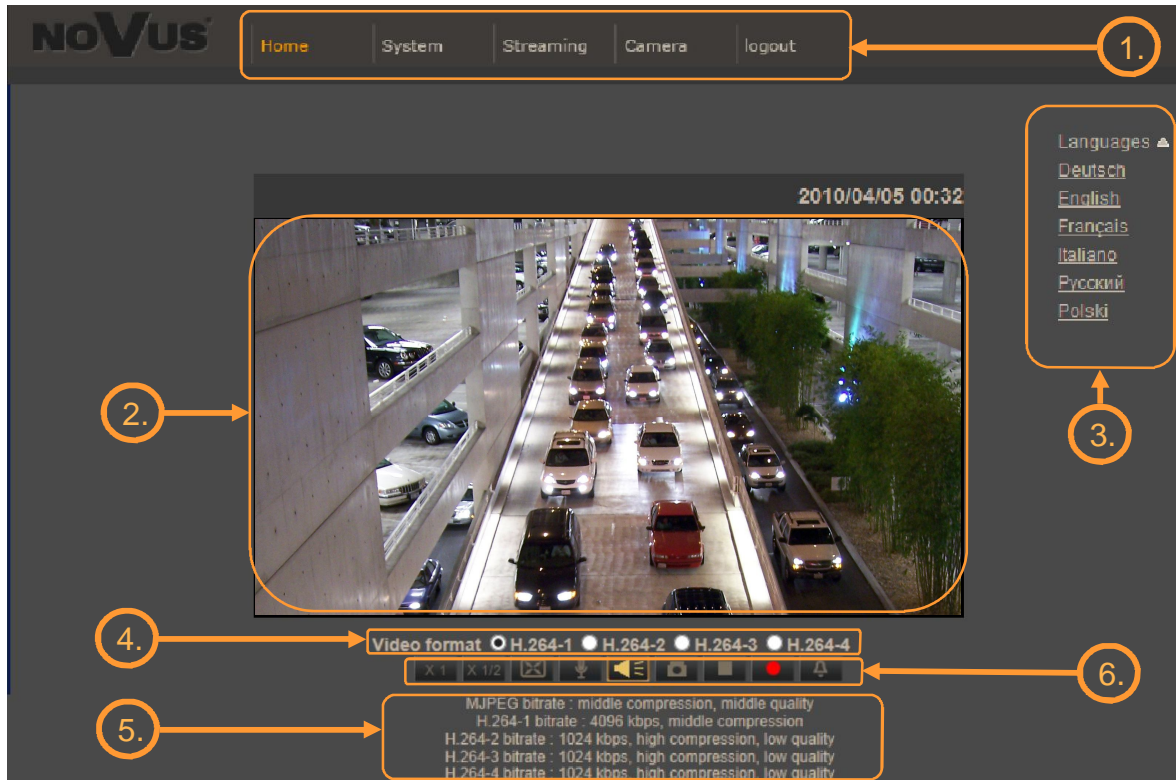 NOVUS
Home System Streaming Camera logout
1.
Languages
Deutsch
English
Français
Italiano
Русский
Polski
3.
2010/04/05 00:32
2.
4.
Video format H.264-1 H.264-2 H.264-3 H.264-4
X 1 X 1/2
6.
5.
MJPEG bitrate : middle compression, middle quality
H.264-1 bitrate : 4096 kbps, middle compression
H.264-2 bitrate : 1024 kbps, high compression, low quality
H.264-3 bitrate : 1024 kbps, high compression, low quality
H.264-4 bitrate : 1024 kbps, high compression, low quality